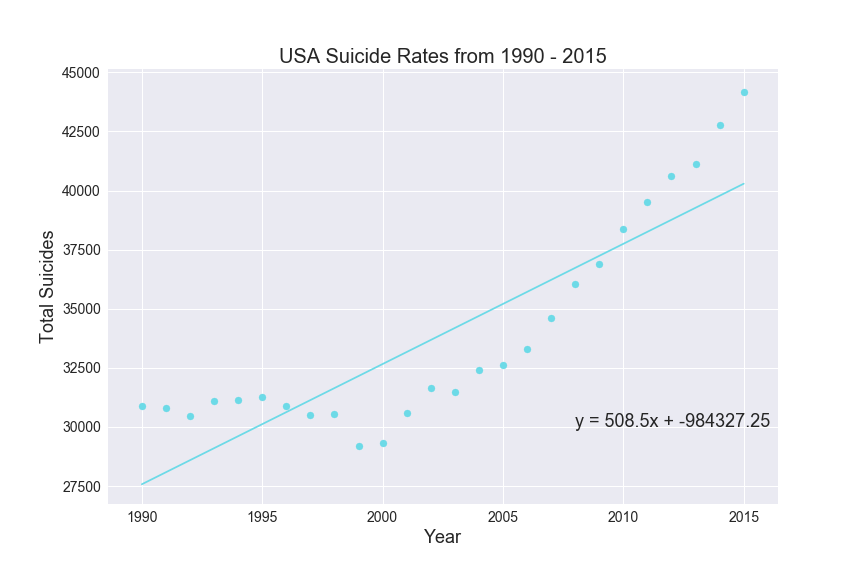 USA Suicide Rates from 1990 - 2015
45000
42500
40000
37500
35000
32500
30000
27500
Total Suicides
y = 508.5x + -984327.25
1990 1995 2000 2005 2010 2015
Year